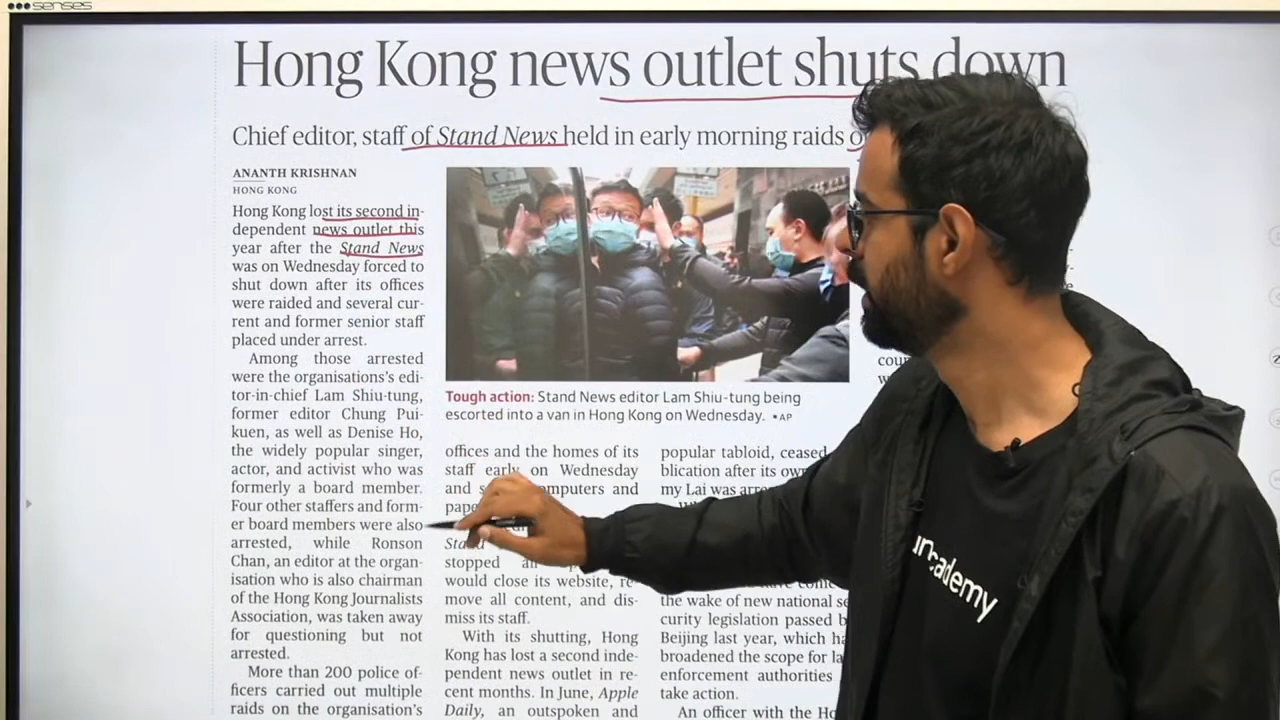 senses
Hong Kong news outlet shuts down
Chief editor, staff of Stand News held in early morning raids
ANANTH KRISHNAN
HONG KONG
Hong Kong lost its second in-
dependent news outlet this
year after the Stand News
was on Wednesday forced to
shut down after its offices
were raided and several cur-
rent and former senior staff
placed under arrest.
Among those arrested
were the organisations's edi-
tor-in-chief Lam Shiu-tung,
former editor Chung Pui-
kuen, as well as Denise Ho,
the widely popular singer,
actor, and activist who was
formerly a board member.
Four other staffers and form-
er board members were also
arrested, while Ronson
Chan, an editor at the organ-
isation who is also chairman
of the Hong Kong Journalists
Association, was taken away
for questioning but not
arrested.
More than 200 police of-
ficers carried out multiple
raids on the organisation's
Tough action: Stand News editor Lam Shiu-tung being
escorted into a van in Hong Kong on Wednesday. •AP
offices and the homes of its
staff early on Wednesday
and computers and
stopped
would close its website, re-
move all content, and dis-
miss its staff.
With its shutting, Hong
Kong has lost a second inde-
pendent news outlet in re-
cent months. In June, Apple
Daily, an outspoken and
popular tabloid, ceased
blication after its own
my Lai was
the wake of new national se
curity legislation passed b
Beijing last year, which ha
broadened the scope for la
enforcement authorities
take action.
An officer with the Ho
cour
unacademy